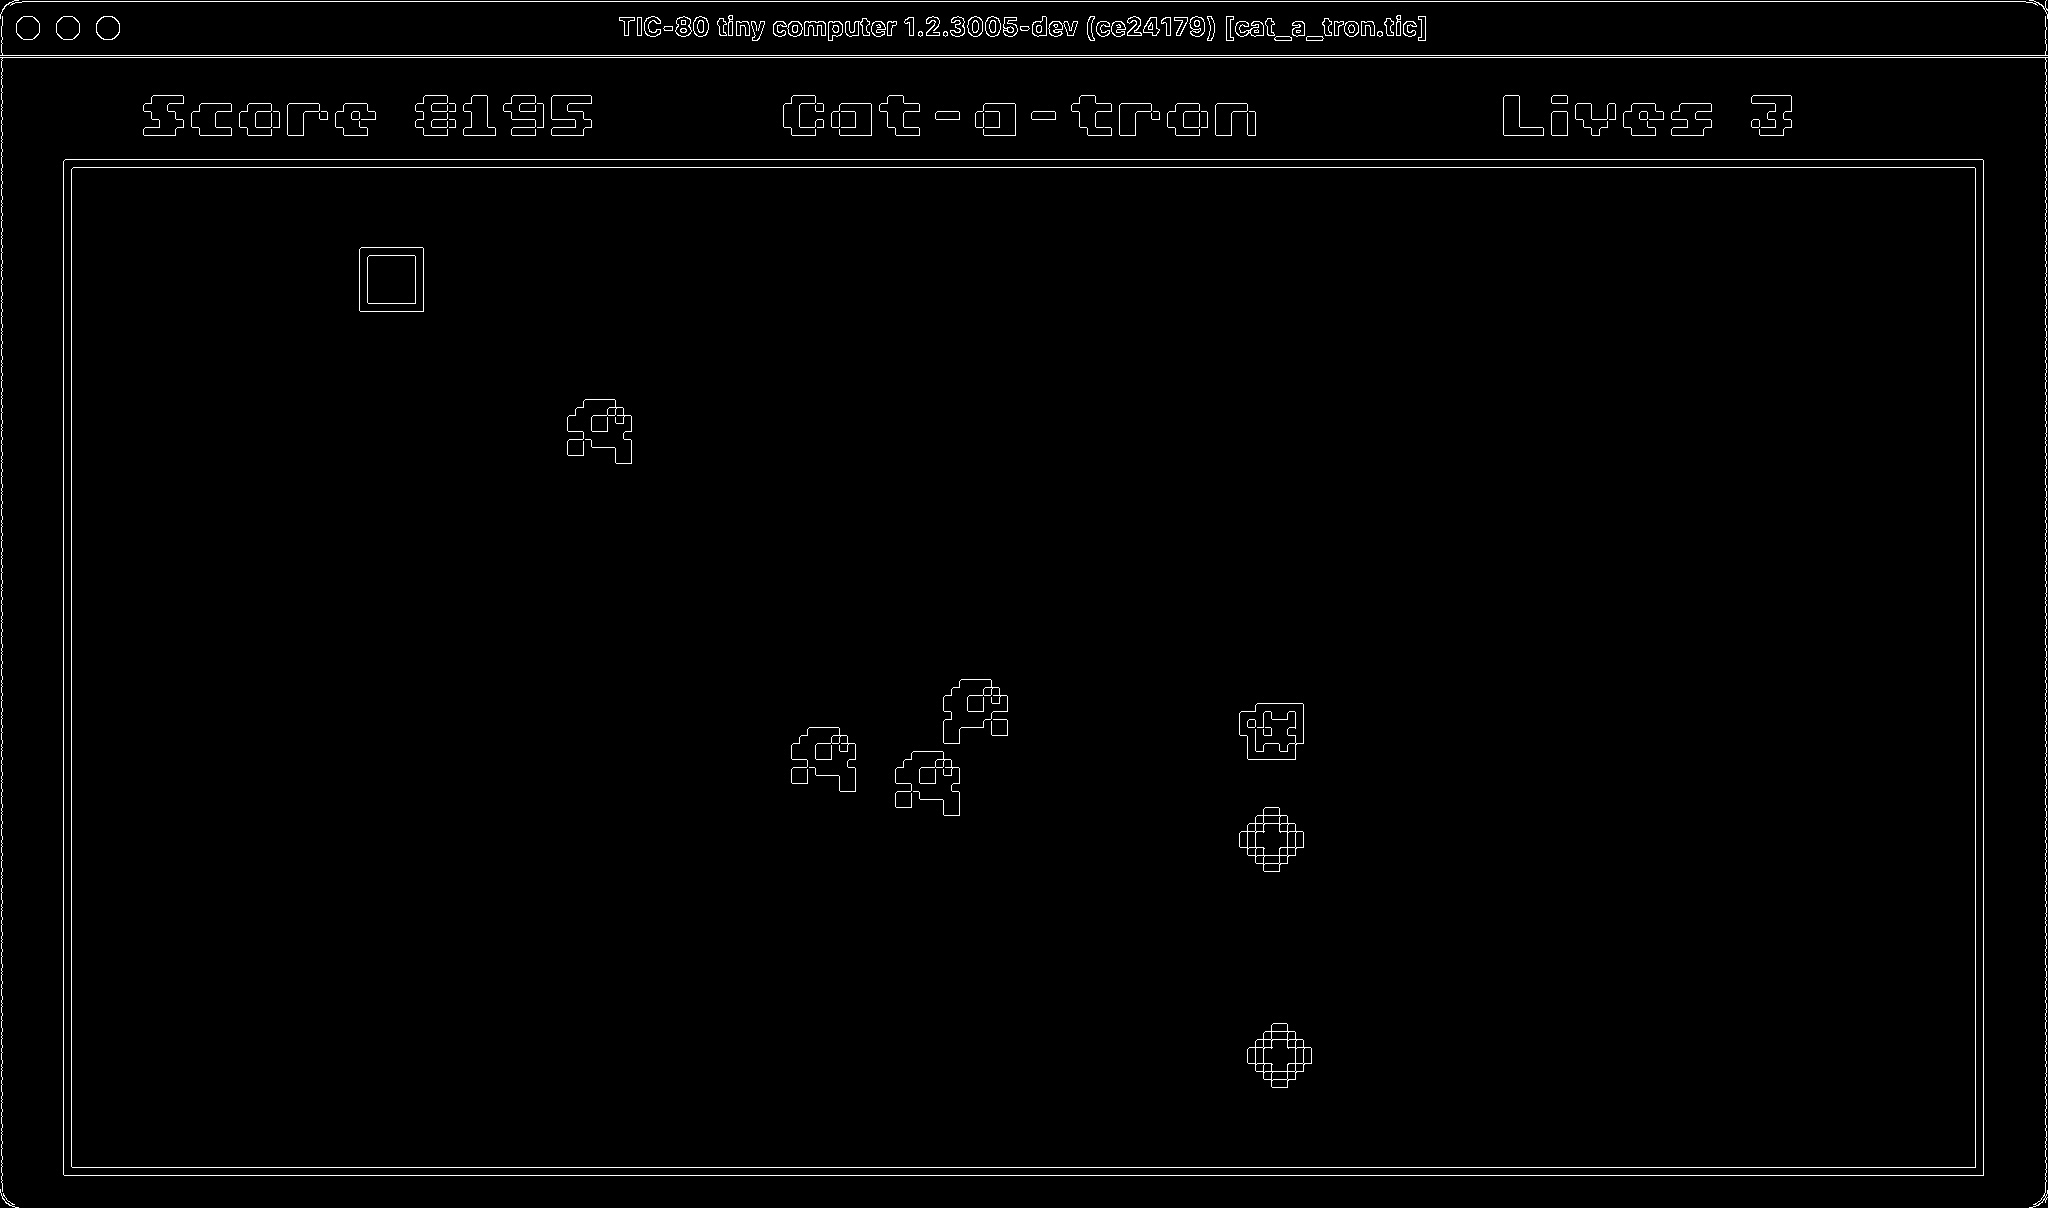 TIC-80 tiny computer 1.2.3005-dev (ce24179) [cat_a_tron.tic]
Score 8195 Cat-a-tron Lives 3